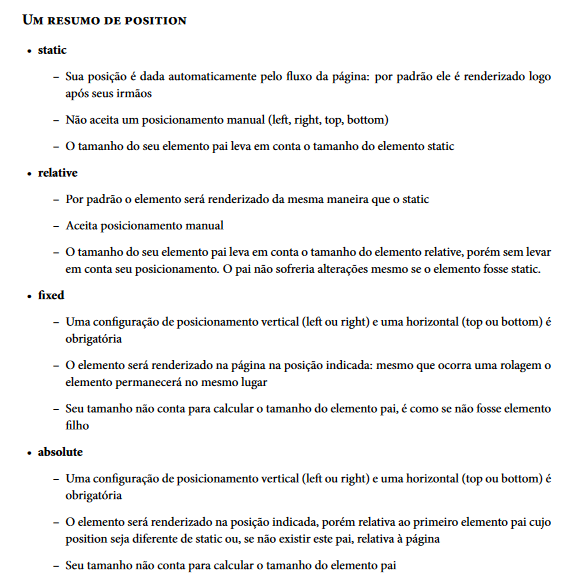 Um resumo de position
• static
– Sua posição é dada automaticamente pelo fluxo da página: por padrão ele é renderizado logo
após seus irmãos
– Não aceita um posicionamento manual (left, right, top, bottom)
– O tamanho do seu elemento pai leva em conta o tamanho do elemento static
• relative
– Por padrão o elemento será renderizado da mesma maneira que o static
– Aceita posicionamento manual
– O tamanho do seu elemento pai leva em conta o tamanho do elemento relative, porém sem levar
em conta seu posicionamento. O pai não sofreria alterações mesmo se o elemento fosse static.
• fixed
– Uma configuração de posicionamento vertical (left ou right) e uma horizontal (top ou bottom) é
obrigatória
– O elemento será renderizado na página na posição indicada: mesmo que ocorra uma rolagem o
elemento permanecerá no mesmo lugar
– Seu tamanho não conta para calcular o tamanho do elemento pai, é como se não fosse elemento
filho
• absolute
– Uma configuração de posicionamento vertical (left ou right) e uma horizontal (top ou bottom) é
obrigatória
– O elemento será renderizado na posição indicada, porém relativa ao primeiro elemento pai cujo
position seja diferente de static ou, se não existir este pai, relativa à página
– Seu tamanho não conta para calcular o tamanho do elemento pai